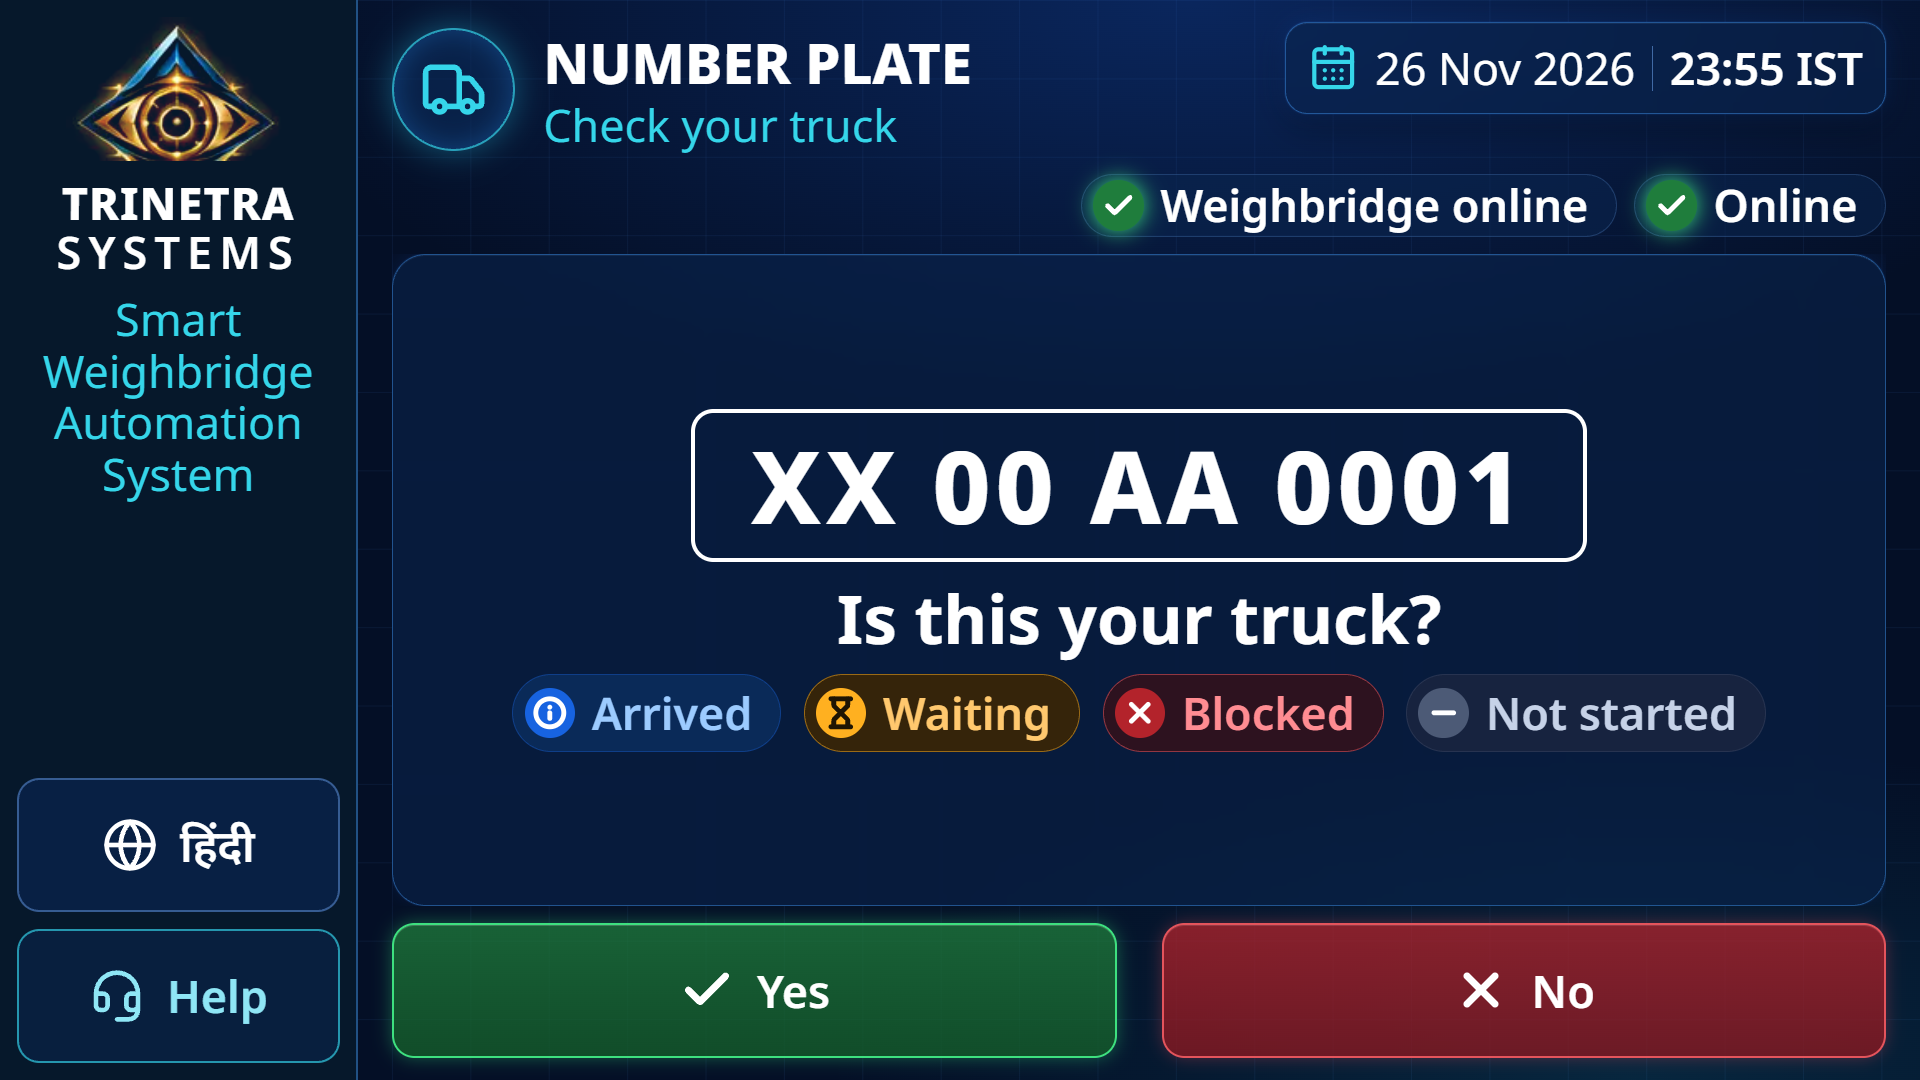 TRINETRA
SYSTEMS
Smart
Weighbridge
Automation
System
हिंदी
Help
NUMBER PLATE
Check your truck
26 Nov 2026 23:55 IST
Weighbridge online Online
XX 00 AA 0001
Is this your truck?
Arrived Waiting Blocked Not started
Yes No